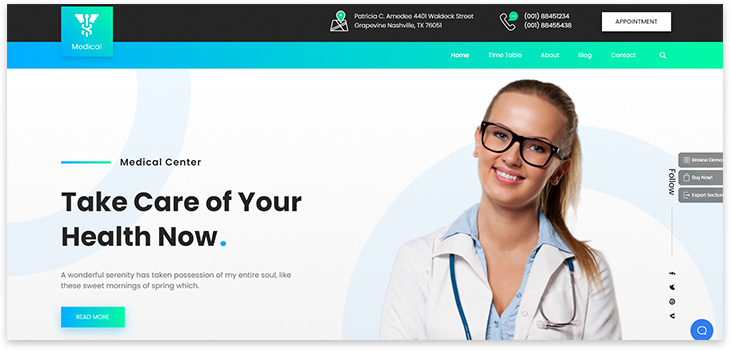 Medical
Patricia C. Amedee 4401 Waldeck Street
Grapevine Nashville, TX 76051
(001) 88451234
(001) 88455438
APPOINTMENT
Home Time Table About Blog Contact
Medical Center
Take Care of Your
Health Now.
A wonderful serenity has taken possession of my entire soul, like
these sweet mornings of spring which.
READ MORE
Browse Demo
Buy Now!
Export Section
Follow